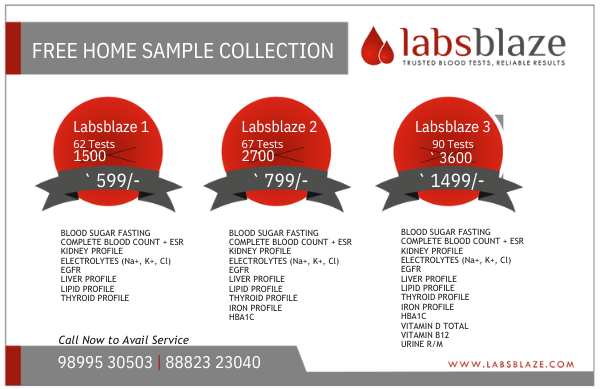 FREE HOME SAMPLE COLLECTION
labsblaze
TRUSTED BLOOD TESTS, RELIABLE RESULTS
Labsblaze 1
62 Tests
1500
` 599/-
BLOOD SUGAR FASTING
COMPLETE BLOOD COUNT + ESR
KIDNEY PROFILE
ELECTROLYTES (Na+, K+, Cl)
EGFR
LIVER PROFILE
LIPID PROFILE
THYROID PROFILE
Labsblaze 2
67 Tests
2700
` 799/-
BLOOD SUGAR FASTING
COMPLETE BLOOD COUNT + ESR
KIDNEY PROFILE
ELECTROLYTES (Na+, K+, Cl)
EGFR
LIVER PROFILE
LIPID PROFILE
THYROID PROFILE
IRON PROFILE
HBA1C
Labsblaze 3
90 Tests
` 3600
` 1499/-
BLOOD SUGAR FASTING
COMPLETE BLOOD COUNT + ESR
KIDNEY PROFILE
ELECTROLYTES (Na+, K+, Cl)
EGFR
LIVER PROFILE
LIPID PROFILE
THYROID PROFILE
IRON PROFILE
HBA1C
VITAMIN D TOTAL
VITAMIN B12
URINE R/M
Call Now to Avail Service
98995 30503 | 88823 23040
WWW.LABSBLAZE.COM